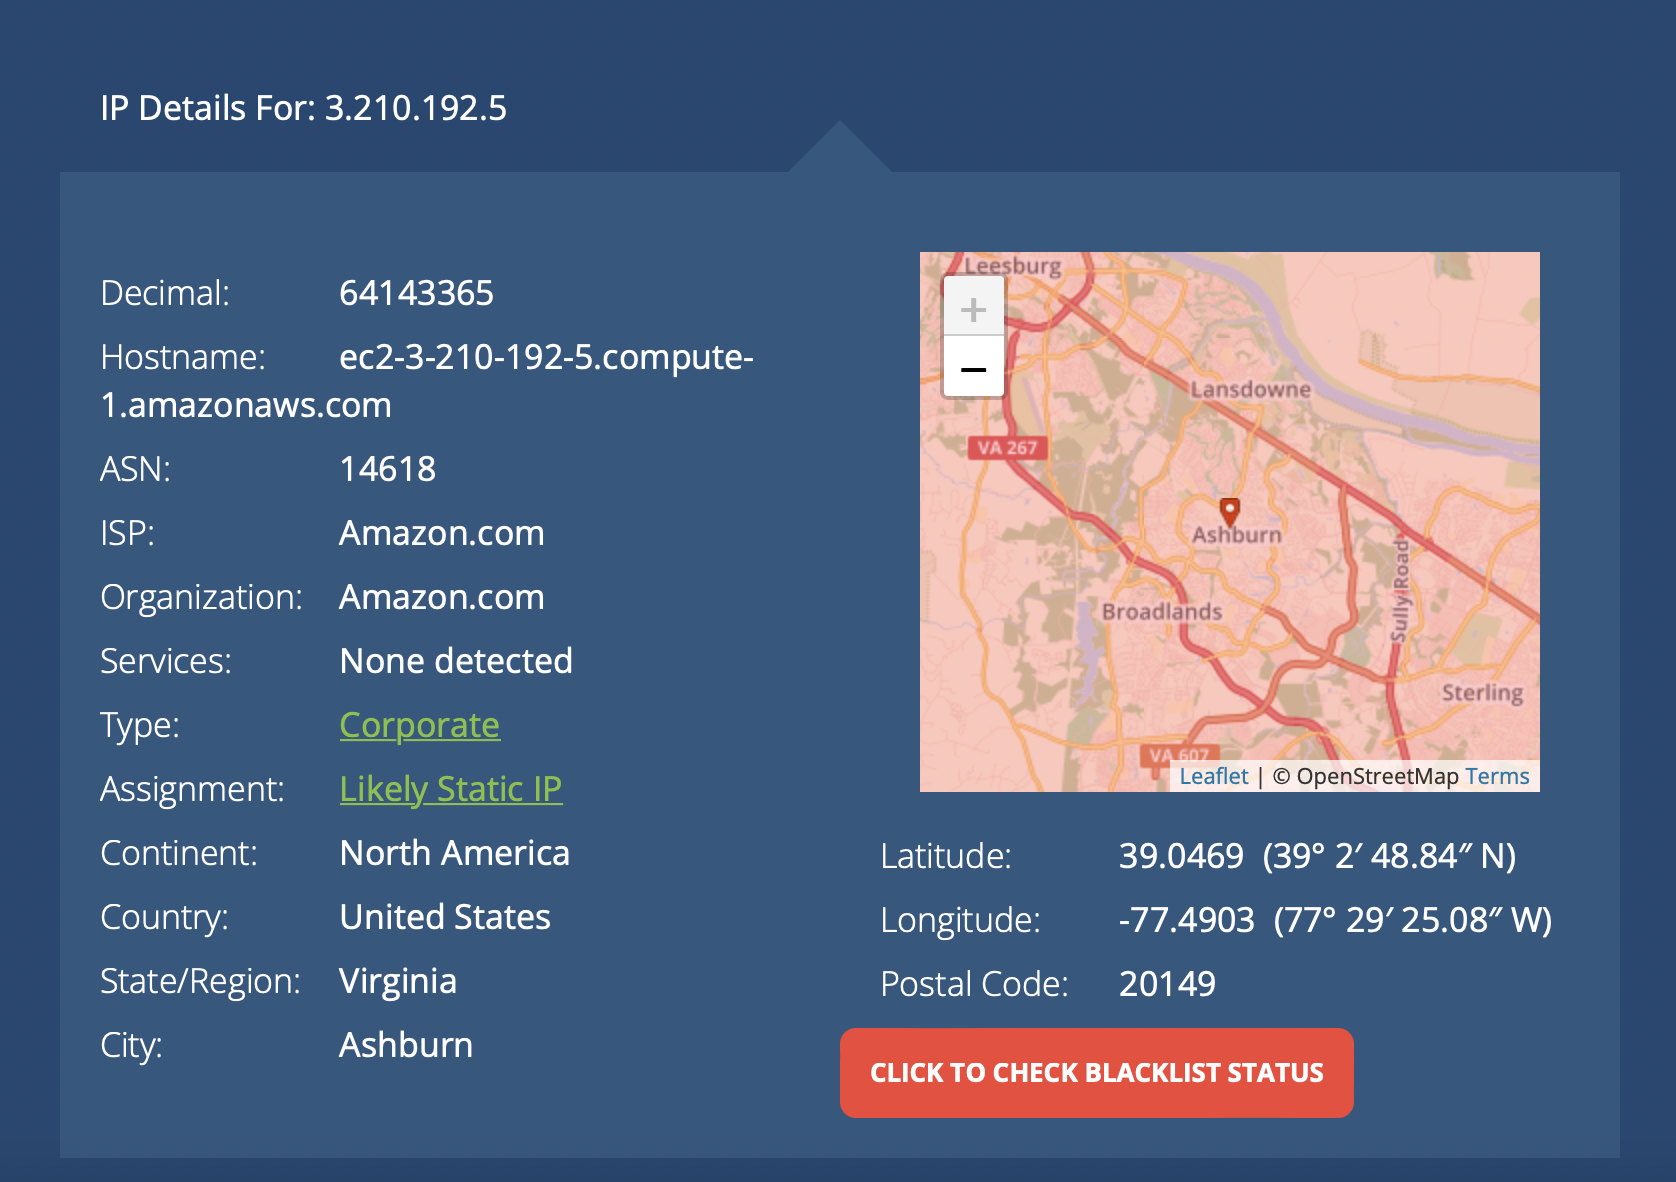 IP Details For: 3.210.192.5
Decimal: 64143365
Hostname: ec2-3-210-192-5.compute-
1.amazonaws.com
ASN: 14618
ISP: Amazon.com
Organization: Amazon.com
Services: None detected
Type: Corporate
Assignment: Likely Static IP
Continent: North America
Country: United States
State/Region: Virginia
City: Ashburn
Leesburg
+
−
Lansdowne
VA 267
Ashburn
Broadlands
Sully Road
Sterling
VA 607
Leaflet | © OpenStreetMap Terms
Latitude: 39.0469 (39° 2′ 48.84″ N)
Longitude: -77.4903 (77° 29′ 25.08″ W)
Postal Code: 20149
CLICK TO CHECK BLACKLIST STATUS